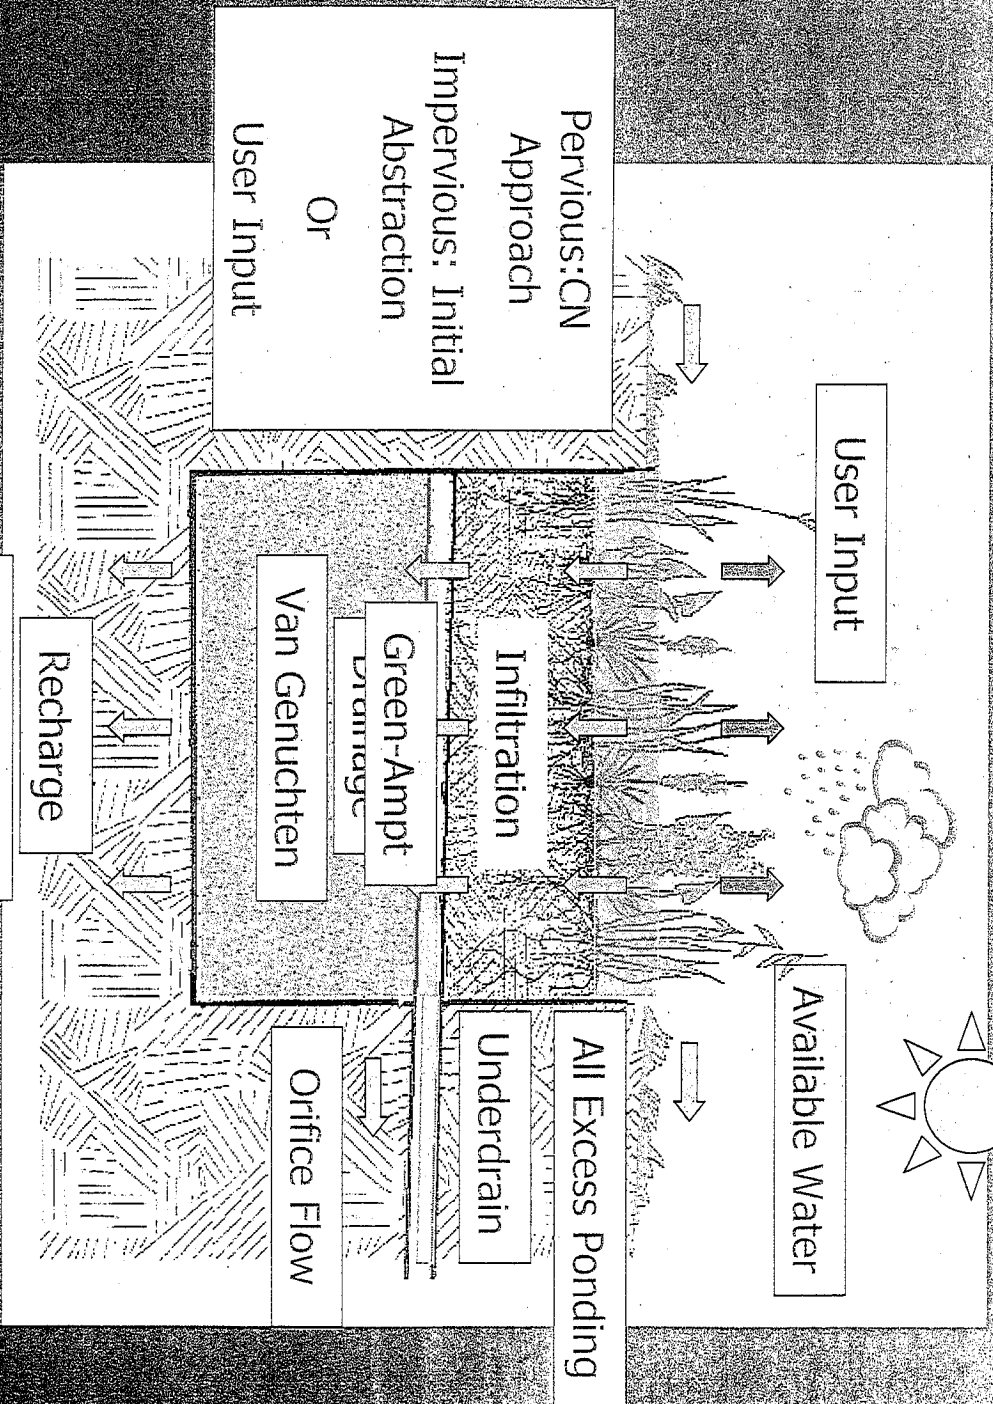 User Input
Available Water
Pervious:CN
Approach
Impervious: Initial
Abstraction
Or
User Input
All Excess Ponding
Infiltration
Underdrain
Green-Ampt
Van Genuchten
Orifice Flow
Recharge